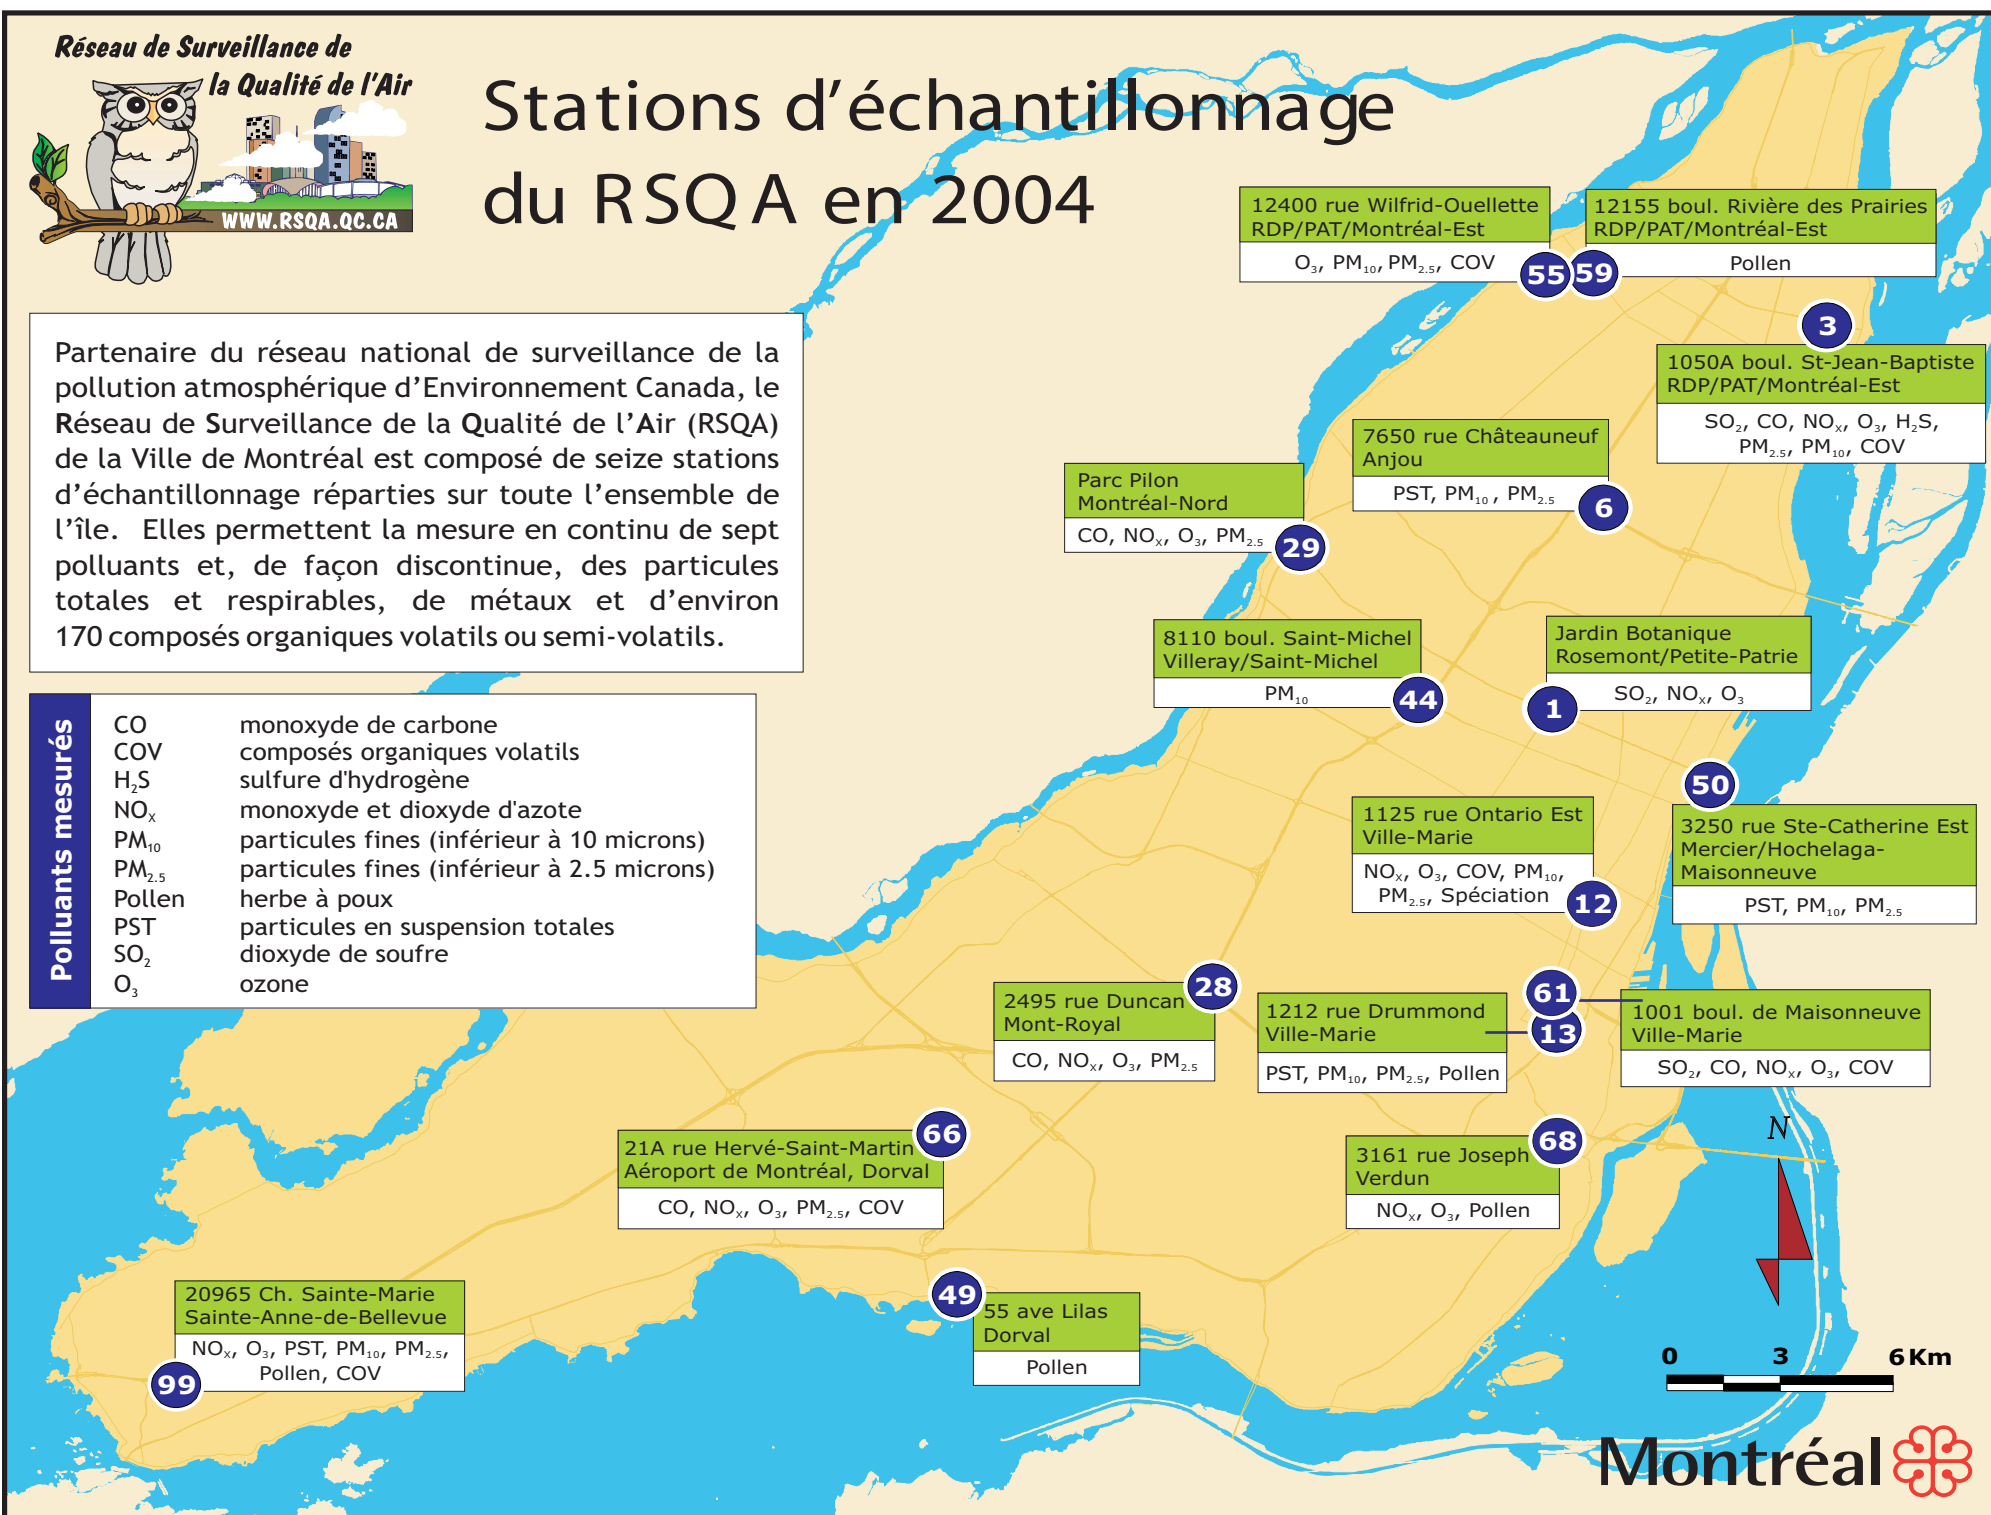 Réseau de Surveillance de
la Qualité de l'Air
WWW.RSQA.QC.CA
Stations d'échantillonnage
du RSQA en 2004
Partenaire du réseau national de surveillance de la
pollution atmosphérique d'Environnement Canada, le
Réseau de Surveillance de la Qualité de l'Air (RSQA)
de la Ville de Montréal est composé de seize stations
d'échantillonnage réparties sur toute l'ensemble de
l'île. Elles permettent la mesure en continu de sept
polluants et, de façon discontinue, des particules
totales et respirables, de métaux et d'environ
170 composés organiques volatils ou semi-volatils.
Polluants mesurés
CO monoxyde de carbone
COV composés organiques volatils
H₂S sulfure d'hydrogène
NOₓ monoxyde et dioxyde d'azote
PM₁₀ particules fines (inférieur à 10 microns)
PM₂.₅ particules fines (inférieur à 2.5 microns)
Pollen herbe à poux
PST particules en suspension totales
SO₂ dioxyde de soufre
O₃ ozone
12400 rue Wilfrid-Ouellette
RDP/PAT/Montréal-Est
O₃, PM₁₀, PM₂.₅, COV
55
12155 boul. Rivière des Prairies
RDP/PAT/Montréal-Est
Pollen
59
3
1050A boul. St-Jean-Baptiste
RDP/PAT/Montréal-Est
SO₂, CO, NOₓ, O₃, H₂S,
PM₂.₅, PM₁₀, COV
7650 rue Châteauneuf
Anjou
PST, PM₁₀, PM₂.₅
6
Parc Pilon
Montréal-Nord
CO, NOₓ, O₃, PM₂.₅
29
8110 boul. Saint-Michel
Villeray/Saint-Michel
PM₁₀
44
Jardin Botanique
Rosemont/Petite-Patrie
SO₂, NOₓ, O₃
1
50
3250 rue Ste-Catherine Est
Mercier/Hochelaga-
Maisonneuve
PST, PM₁₀, PM₂.₅
1125 rue Ontario Est
Ville-Marie
NOₓ, O₃, COV, PM₁₀,
PM₂.₅, Spéciation
12
28
2495 rue Duncan
Mont-Royal
CO, NOₓ, O₃, PM₂.₅
1212 rue Drummond
Ville-Marie
PST, PM₁₀, PM₂.₅, Pollen
61
13
1001 boul. de Maisonneuve
Ville-Marie
SO₂, CO, NOₓ, O₃, COV
66
21A rue Hervé-Saint-Martin
Aéroport de Montréal, Dorval
CO, NOₓ, O₃, PM₂.₅, COV
68
3161 rue Joseph
Verdun
NOₓ, O₃, Pollen
N
20965 Ch. Sainte-Marie
Sainte-Anne-de-Bellevue
NOₓ, O₃, PST, PM₁₀, PM₂.₅,
Pollen, COV
99
49
55 ave Lilas
Dorval
Pollen
0 3 6 Km
Montréal